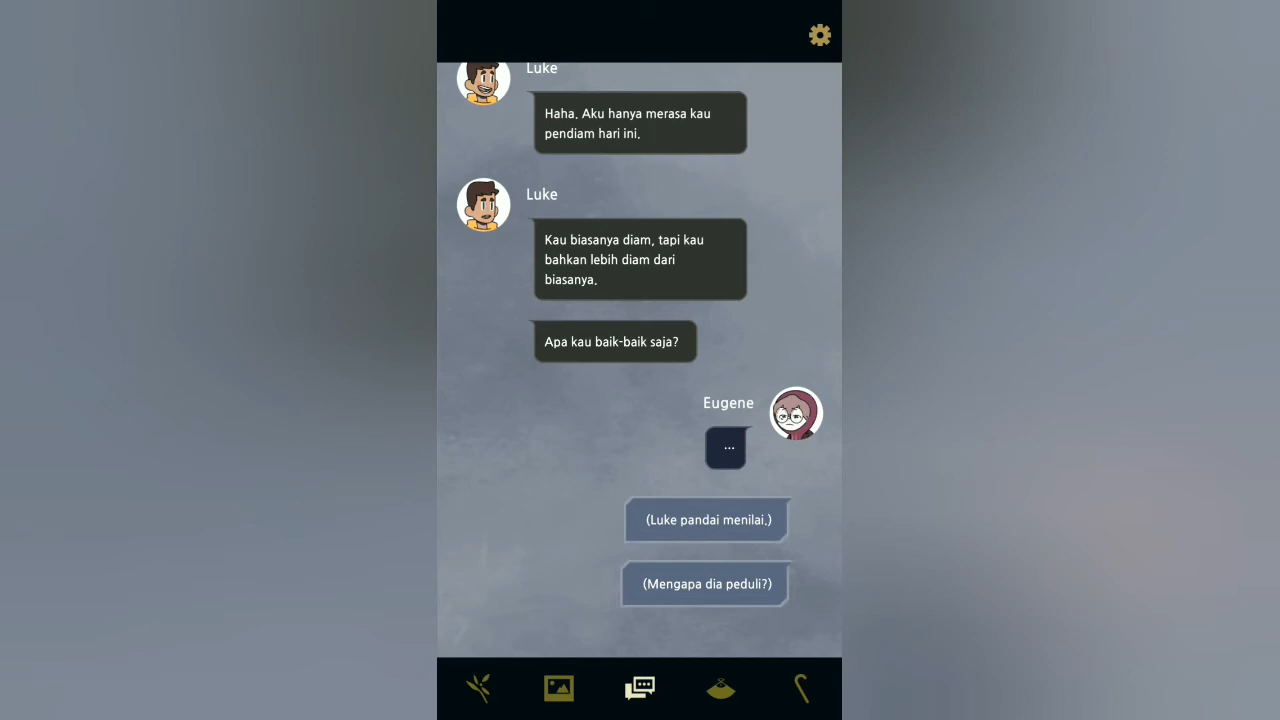 Luke
Haha. Aku hanya merasa kau
pendiam hari ini.
Luke
Kau biasanya diam, tapi kau
bahkan lebih diam dari
biasanya.
Apa kau baik-baik saja?
Eugene
...
(Luke pandai menilai.)
(Mengapa dia peduli?)